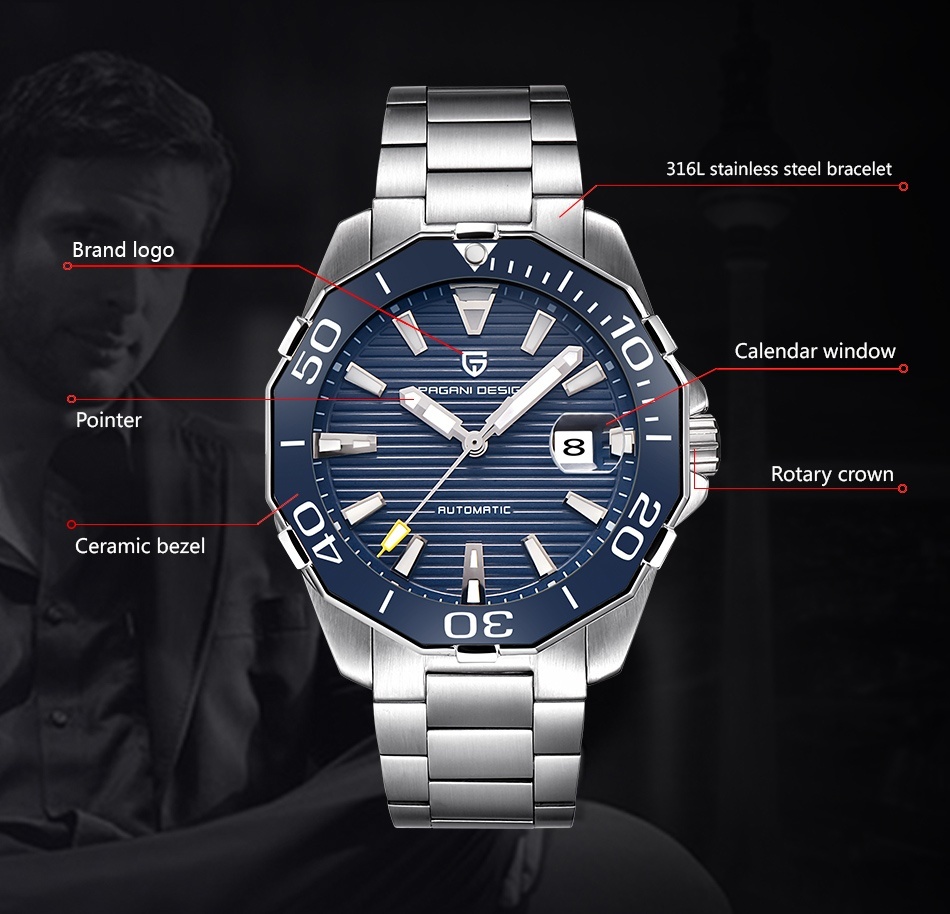 316L stainless steel bracelet
Brand logo
10
50
Calendar window
PAGANI DESIGN
Pointer
8
Rotary crown
AUTOMATIC
20
40
Ceramic bezel
30